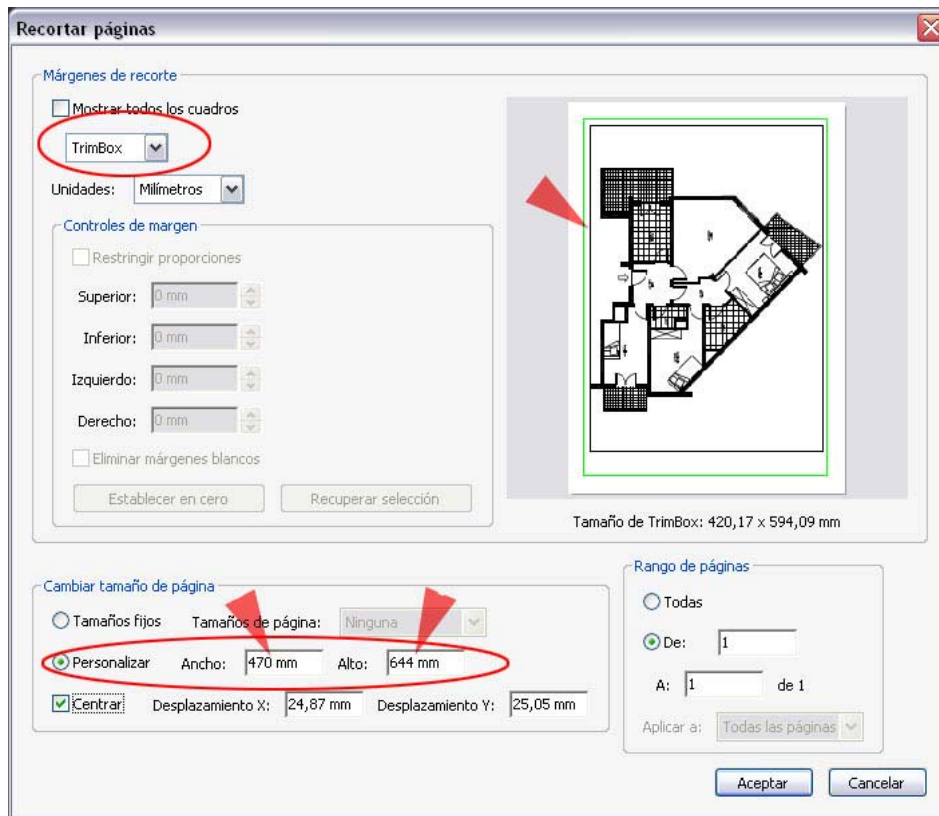 Recortar páginas
Márgenes de recorte
Mostrar todos los cuadros
TrimBox
Unidades: Milímetros
Controles de margen
Restringir proporciones
Superior: 0 mm
Inferior: 0 mm
Izquierdo: 0 mm
Derecho: 0 mm
Eliminar márgenes blancos
Establecer en cero Recuperar selección
Tamaño de TrimBox: 420,17 x 594,09 mm
Cambiar tamaño de página
Tamaños fijos Tamaños de página: Ninguna
Personalizar Ancho: 470 mm Alto: 644 mm
Centrar Desplazamiento X: 24,87 mm Desplazamiento Y: 25,05 mm
Rango de páginas
Todas
De: 1
A: 1 de 1
Aplicar a: Todas las páginas
Aceptar Cancelar